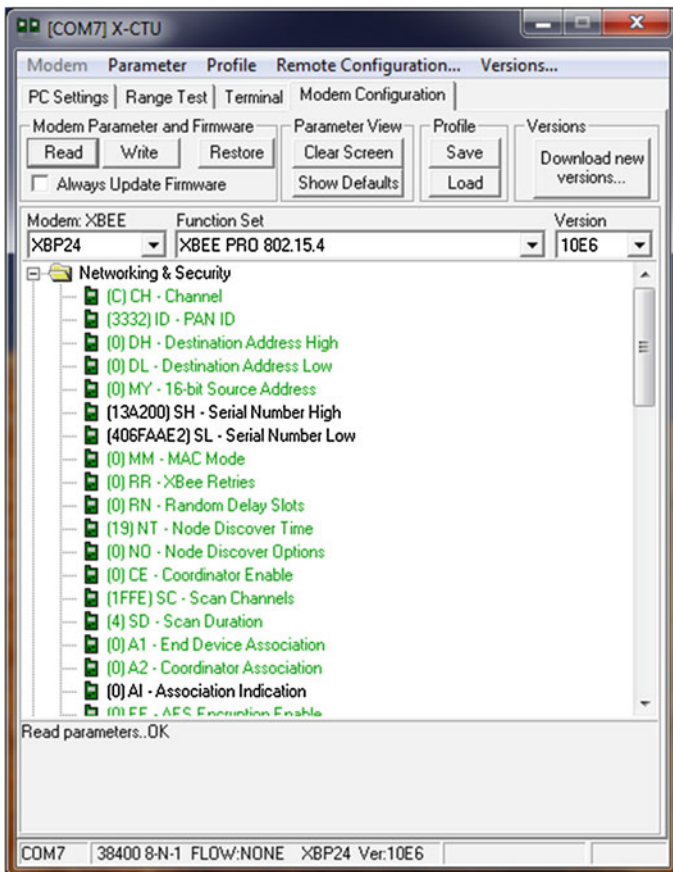 [COM7] X-CTU
Modem Parameter Profile Remote Configuration... Versions...
PC Settings Range Test Terminal Modem Configuration
Modem Parameter and Firmware Parameter View Profile Versions
Read Write Restore Clear Screen Save Download new versions...
Always Update Firmware Show Defaults Load
Modem: XBEE Function Set Version
XBP24 XBEE PRO 802.15.4 10E6
Networking & Security
(C) CH - Channel
(3332) ID - PAN ID
(0) DH - Destination Address High
(0) DL - Destination Address Low
(0) MY - 16-bit Source Address
(13A200) SH - Serial Number High
(406FAAE2) SL - Serial Number Low
(0) MM - MAC Mode
(0) RR - XBee Retries
(0) RN - Random Delay Slots
(19) NT - Node Discover Time
(0) NO - Node Discover Options
(0) CE - Coordinator Enable
(1FFE) SC - Scan Channels
(4) SD - Scan Duration
(0) A1 - End Device Association
(0) A2 - Coordinator Association
(0) AI - Association Indication
(0) EE - AES Encryption Enable
Read parameters..OK
COM7 38400 8-N-1 FLOW:NONE XBP24 Ver:10E6